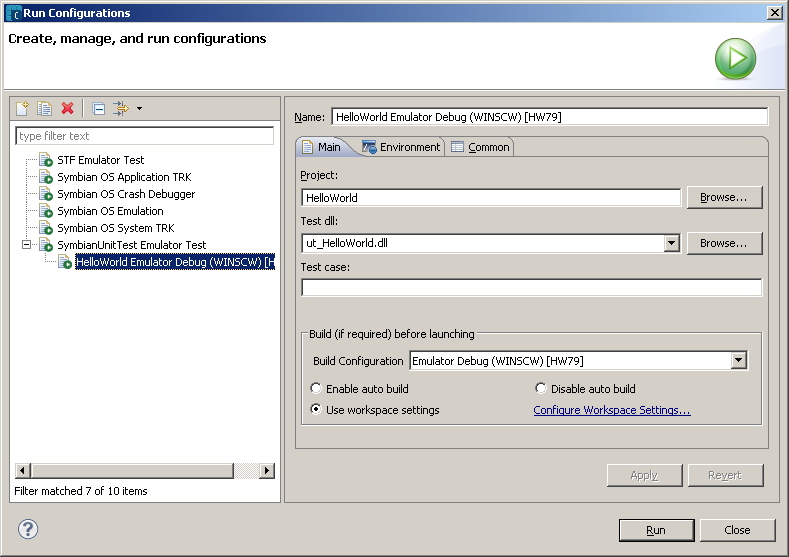 Run Configurations
Create, manage, and run configurations
type filter text
STF Emulator Test
Symbian OS Application TRK
Symbian OS Crash Debugger
Symbian OS Emulation
Symbian OS System TRK
SymbianUnitTest Emulator Test
HelloWorld Emulator Debug (WINSCW) [H
Filter matched 7 of 10 items
Name: HelloWorld Emulator Debug (WINSCW) [HW79]
Main Environment Common
Project:
HelloWorld Browse...
Test dll:
ut_HelloWorld.dll Browse...
Test case:
Build (if required) before launching
Build Configuration Emulator Debug (WINSCW) [HW79]
Enable auto build Disable auto build
Use workspace settings Configure Workspace Settings...
Apply Revert
? Run Close